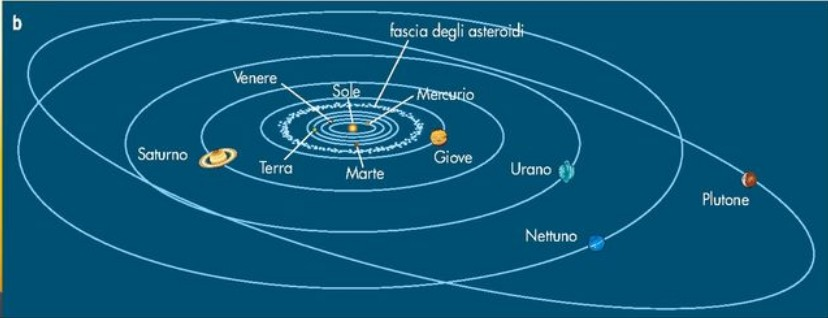 b
fascia degli asteroidi
Venere
Sole
Mercurio
Saturno
Terra
Marte
Giove
Urano
Plutone
Nettuno